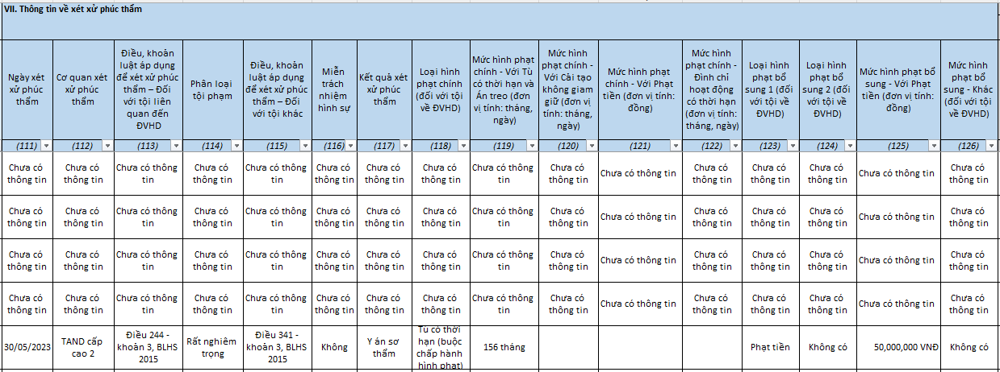 VII. Thông tin về xét xử phúc thẩm
Ngày xét xử phúc thẩm
Cơ quan xét xử phúc thẩm
Điều, khoản luật áp dụng để xét xử phúc thẩm – Đối với tội liên quan đến ĐVHD
Phân loại tội phạm
Điều, khoản luật áp dụng để xét xử phúc thẩm – Đối với tội khác
Miễn trách nhiệm hình sự
Kết quả xét xử phúc thẩm
Loại hình phạt chính (đối với tội về ĐVHD)
Mức hình phạt chính - Với Tù có thời hạn và Án treo (đơn vị tính: tháng, ngày)
Mức hình phạt chính - Với Cải tạo không giam giữ (đơn vị tính: tháng, ngày)
Mức hình phạt chính - Với Phạt tiền (đơn vị tính: đồng)
Mức hình phạt chính - Đình chỉ hoạt động có thời hạn (đơn vị tính: tháng, ngày)
Loại hình phạt bổ sung 1 (đối với tội về ĐVHD)
Loại hình phạt bổ sung 2 (đối với tội về ĐVHD)
Mức hình phạt bổ sung - Với Phạt tiền (đơn vị tính: đồng)
Mức hình phạt bổ sung - Khác (đối với tội về ĐVHD)
(111) (112) (113) (114) (115) (116) (117) (118) (119) (120) (121) (122) (123) (124) (125) (126)
Chưa có thông tin Chưa có thông tin Chưa có thông tin Chưa có thông tin Chưa có thông tin Chưa có thông tin Chưa có thông tin Chưa có thông tin Chưa có thông tin Chưa có thông tin Chưa có thông tin Chưa có thông tin Chưa có thông tin Chưa có thông tin Chưa có thông tin Chưa có thông tin
Chưa có thông tin Chưa có thông tin Chưa có thông tin Chưa có thông tin Chưa có thông tin Chưa có thông tin Chưa có thông tin Chưa có thông tin Chưa có thông tin Chưa có thông tin Chưa có thông tin Chưa có thông tin Chưa có thông tin Chưa có thông tin Chưa có thông tin Chưa có thông tin
Chưa có thông tin Chưa có thông tin Chưa có thông tin Chưa có thông tin Chưa có thông tin Chưa có thông tin Chưa có thông tin Chưa có thông tin Chưa có thông tin Chưa có thông tin Chưa có thông tin Chưa có thông tin Chưa có thông tin Chưa có thông tin Chưa có thông tin Chưa có thông tin
Chưa có thông tin Chưa có thông tin Chưa có thông tin Chưa có thông tin Chưa có thông tin Chưa có thông tin Chưa có thông tin Chưa có thông tin Chưa có thông tin Chưa có thông tin Chưa có thông tin Chưa có thông tin Chưa có thông tin Chưa có thông tin Chưa có thông tin Chưa có thông tin
30/05/2023 TAND cấp cao 2 Điều 244 - khoản 3, BLHS 2015 Rất nghiêm trọng Điều 341 - khoản 3, BLHS 2015 Không Y án sơ thẩm Tù có thời hạn (buộc chấp hành hình phạt) 156 tháng Phạt tiền Không có 50,000,000 VNĐ Không có